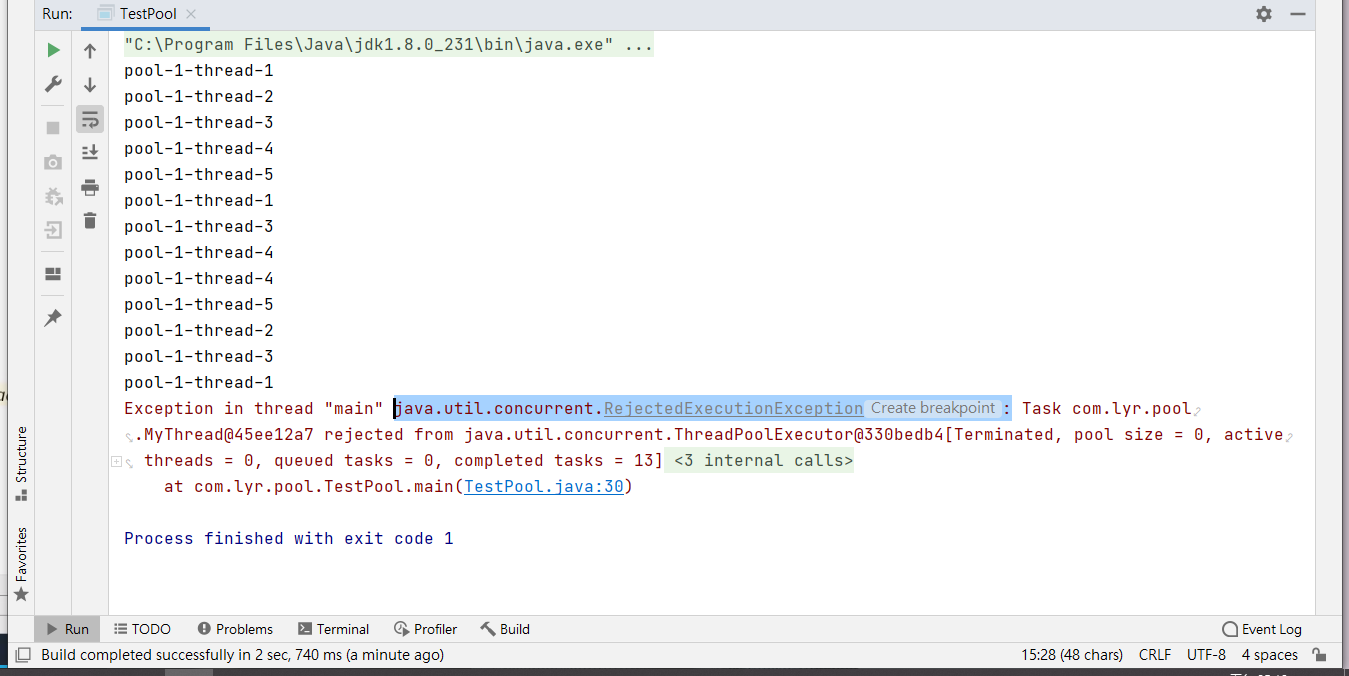 Run: TestPool
"C:\Program Files\Java\jdk1.8.0_231\bin\java.exe" ...
pool-1-thread-1
pool-1-thread-2
pool-1-thread-3
pool-1-thread-4
pool-1-thread-5
pool-1-thread-1
pool-1-thread-3
pool-1-thread-4
pool-1-thread-4
pool-1-thread-5
pool-1-thread-2
pool-1-thread-3
pool-1-thread-1
Exception in thread "main" java.util.concurrent.RejectedExecutionException Create breakpoint : Task com.lyr.pool
.MyThread@45ee12a7 rejected from java.util.concurrent.ThreadPoolExecutor@330bedb4[Terminated, pool size = 0, active
threads = 0, queued tasks = 0, completed tasks = 13] <3 internal calls>
at com.lyr.pool.TestPool.main(TestPool.java:30)
Process finished with exit code 1
Structure
Favorites
Run TODO Problems Terminal Profiler Build Event Log
Build completed successfully in 2 sec, 740 ms (a minute ago) 15:28 (48 chars) CRLF UTF-8 4 spaces